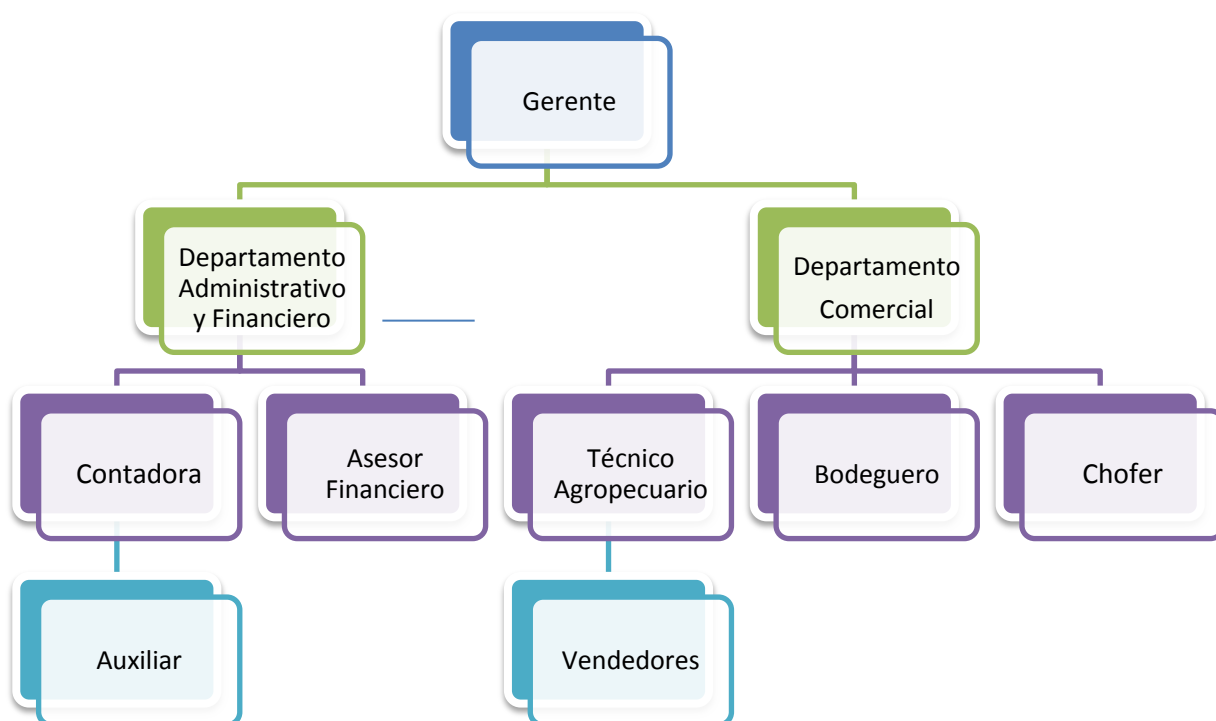 Gerente
Departamento
Administrativo
y Financiero
Departamento
Comercial
Contadora
Asesor
Financiero
Técnico
Agropecuario
Bodeguero
Chofer
Auxiliar
Vendedores